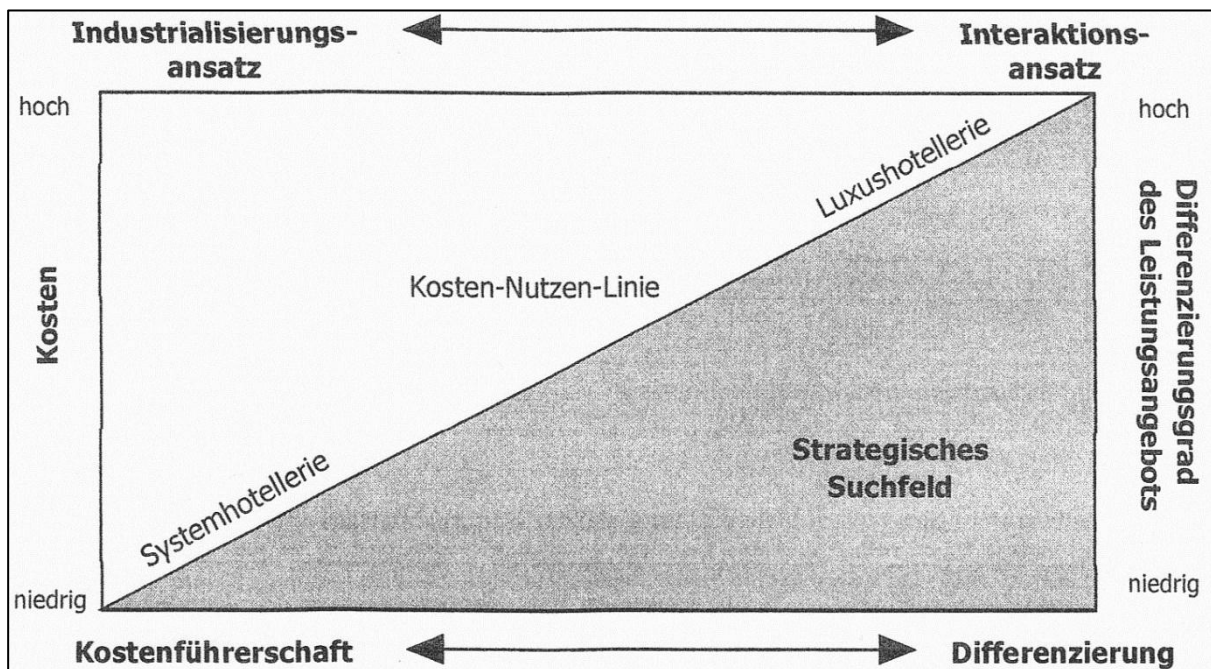 Industrialisierungs-
ansatz
Interaktions-
ansatz
hoch
hoch
Kosten
Differenzierungsgrad
des Leistungsangebots
Luxushotellerie
Kosten-Nutzen-Linie
Systemhotellerie
Strategisches
Suchfeld
niedrig
niedrig
Kostenführerschaft
Differenzierung